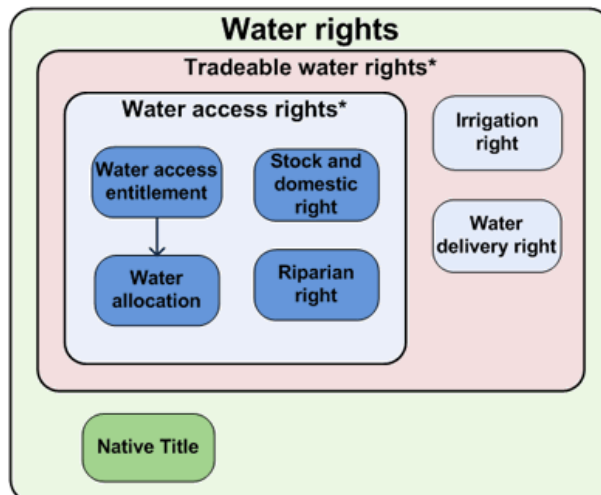 Water rights
Tradeable water rights*
Water access rights*
Water access
entitlement
Stock and
domestic
right
Water
allocation
Riparian
right
Irrigation
right
Water
delivery right
Native Title